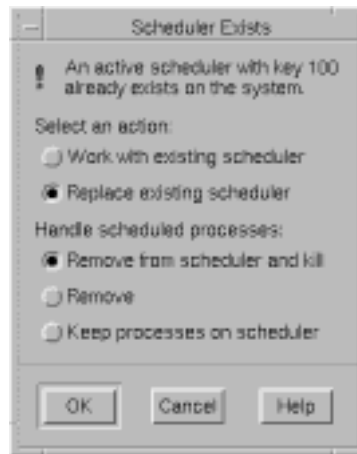 Scheduler Exists
An active scheduler with key 100
already exists on the system.
Select an action:
Work with existing scheduler
Replace existing scheduler
Handle scheduled processes:
Remove from scheduler and kill
Remove
Keep processes on scheduler
OK Cancel Help